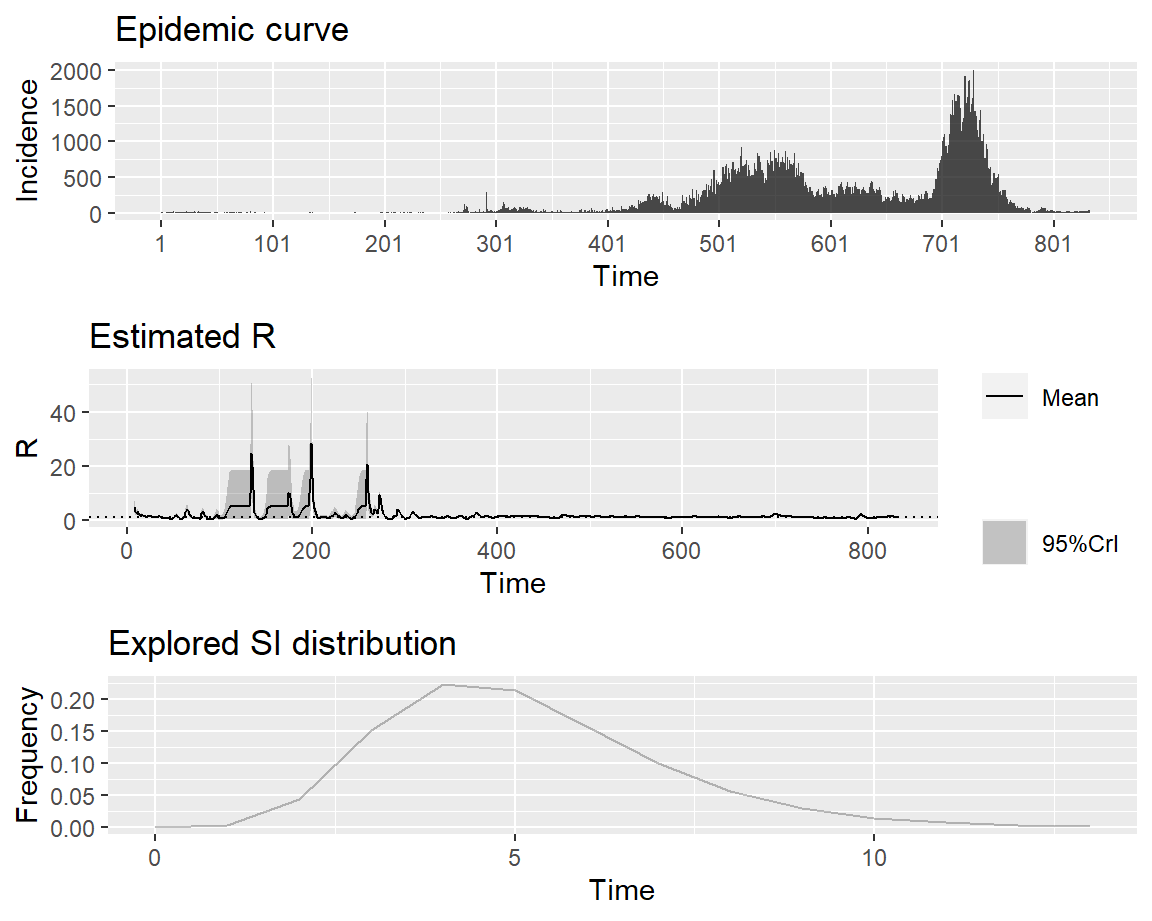 Epidemic curve
Incidence
2000
1500
1000
500
0
1 101 201 301 401 501 601 701 801
Time
Estimated R
R
40
20
0
0 200 400 600 800
Time
Mean
95%CrI
Explored SI distribution
Frequency
0.20
0.15
0.10
0.05
0.00
0 5 10
Time